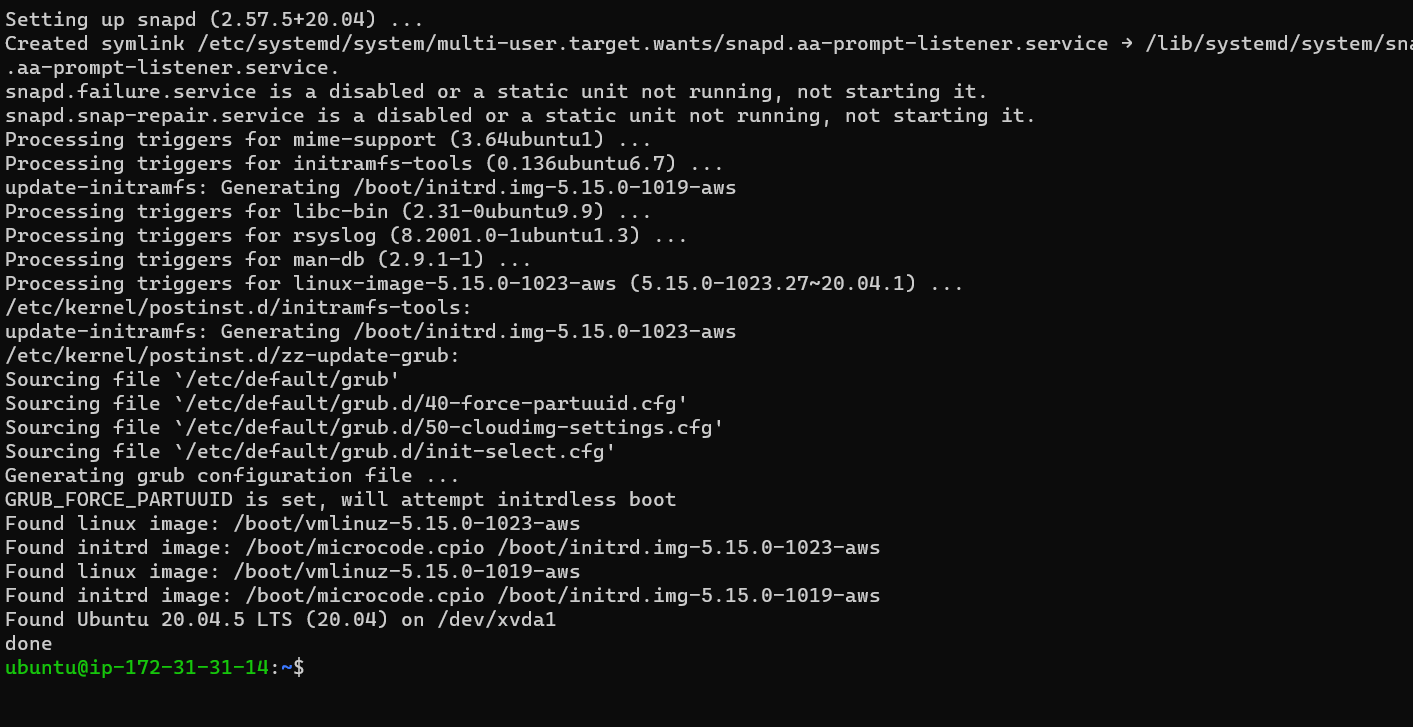 Setting up snapd (2.57.5+20.04) ...
Created symlink /etc/systemd/system/multi-user.target.wants/snapd.aa-prompt-listener.service → /lib/systemd/system/sna
.aa-prompt-listener.service.
snapd.failure.service is a disabled or a static unit not running, not starting it.
snapd.snap-repair.service is a disabled or a static unit not running, not starting it.
Processing triggers for mime-support (3.64ubuntu1) ...
Processing triggers for initramfs-tools (0.136ubuntu6.7) ...
update-initramfs: Generating /boot/initrd.img-5.15.0-1019-aws
Processing triggers for libc-bin (2.31-0ubuntu9.9) ...
Processing triggers for rsyslog (8.2001.0-1ubuntu1.3) ...
Processing triggers for man-db (2.9.1-1) ...
Processing triggers for linux-image-5.15.0-1023-aws (5.15.0-1023.27~20.04.1) ...
/etc/kernel/postinst.d/initramfs-tools:
update-initramfs: Generating /boot/initrd.img-5.15.0-1023-aws
/etc/kernel/postinst.d/zz-update-grub:
Sourcing file `/etc/default/grub'
Sourcing file `/etc/default/grub.d/40-force-partuuid.cfg'
Sourcing file `/etc/default/grub.d/50-cloudimg-settings.cfg'
Sourcing file `/etc/default/grub.d/init-select.cfg'
Generating grub configuration file ...
GRUB_FORCE_PARTUUID is set, will attempt initrdless boot
Found linux image: /boot/vmlinuz-5.15.0-1023-aws
Found initrd image: /boot/microcode.cpio /boot/initrd.img-5.15.0-1023-aws
Found linux image: /boot/vmlinuz-5.15.0-1019-aws
Found initrd image: /boot/microcode.cpio /boot/initrd.img-5.15.0-1019-aws
Found Ubuntu 20.04.5 LTS (20.04) on /dev/xvda1
done
ubuntu@ip-172-31-31-14:~$